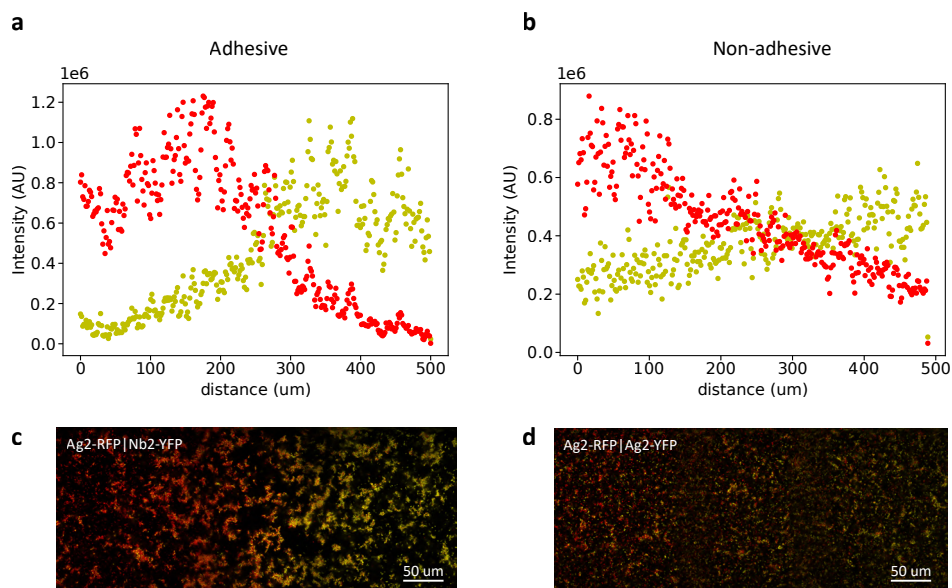 a
Adhesive
1e6
1.2
1.0
0.8
0.6
0.4
0.2
0.0
Intensity (AU)
0 100 200 300 400 500
distance (um)
b
Non-adhesive
1e6
0.8
0.6
0.4
0.2
0.0
Intensity (AU)
0 100 200 300 400 500
distance (um)
c
Ag2-RFP|Nb2-YFP
50 um
d
Ag2-RFP|Ag2-YFP
50 um